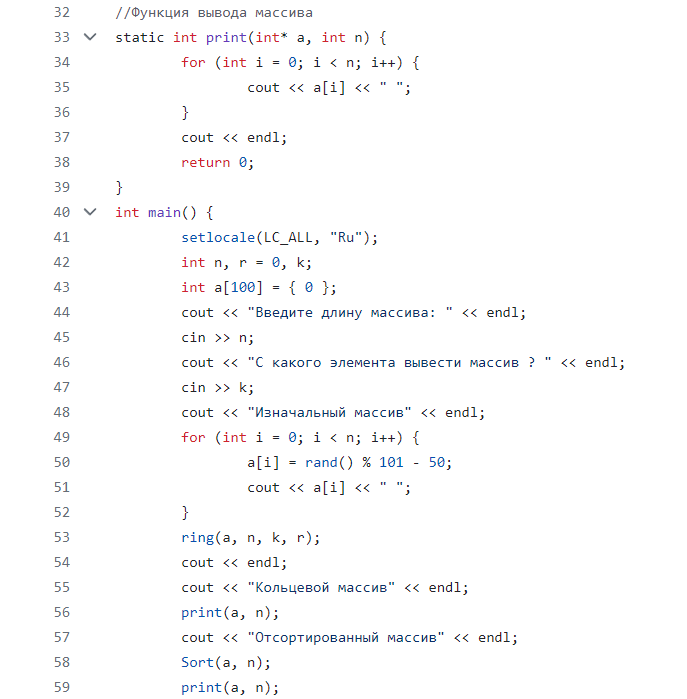 32 //Функция вывода массива
33 static int print(int* a, int n) {
34 for (int i = 0; i < n; i++) {
35 cout << a[i] << " ";
36 }
37 cout << endl;
38 return 0;
39 }
40 int main() {
41 setlocale(LC_ALL, "Ru");
42 int n, r = 0, k;
43 int a[100] = { 0 };
44 cout << "Введите длину массива: " << endl;
45 cin >> n;
46 cout << "С какого элемента вывести массив ? " << endl;
47 cin >> k;
48 cout << "Изначальный массив" << endl;
49 for (int i = 0; i < n; i++) {
50 a[i] = rand() % 101 - 50;
51 cout << a[i] << " ";
52 }
53 ring(a, n, k, r);
54 cout << endl;
55 cout << "Кольцевой массив" << endl;
56 print(a, n);
57 cout << "Отсортированный массив" << endl;
58 Sort(a, n);
59 print(a, n);